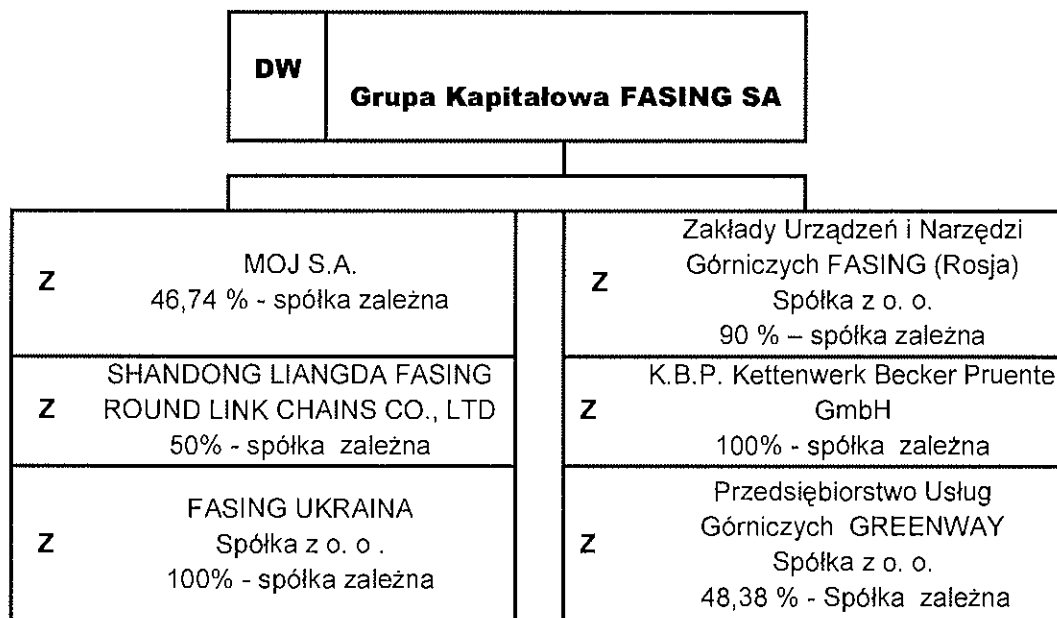 DW
Grupa Kapitałowa FASING SA
Z
MOJ S.A.
46,74 % - spółka zależna
Z
Zakłady Urządzeń i Narzędzi
Górniczych FASING (Rosja)
Spółka z o. o.
90 % – spółka zależna
Z
SHANDONG LIANGDA FASING
ROUND LINK CHAINS CO., LTD
50% - spółka zależna
Z
K.B.P. Kettenwerk Becker Pruente
GmbH
100% - spółka zależna
Z
FASING UKRAINA
Spółka z o. o .
100% - spółka zależna
Z
Przedsiębiorstwo Usług
Górniczych GREENWAY
Spółka z o. o.
48,38 % - Spółka zależna